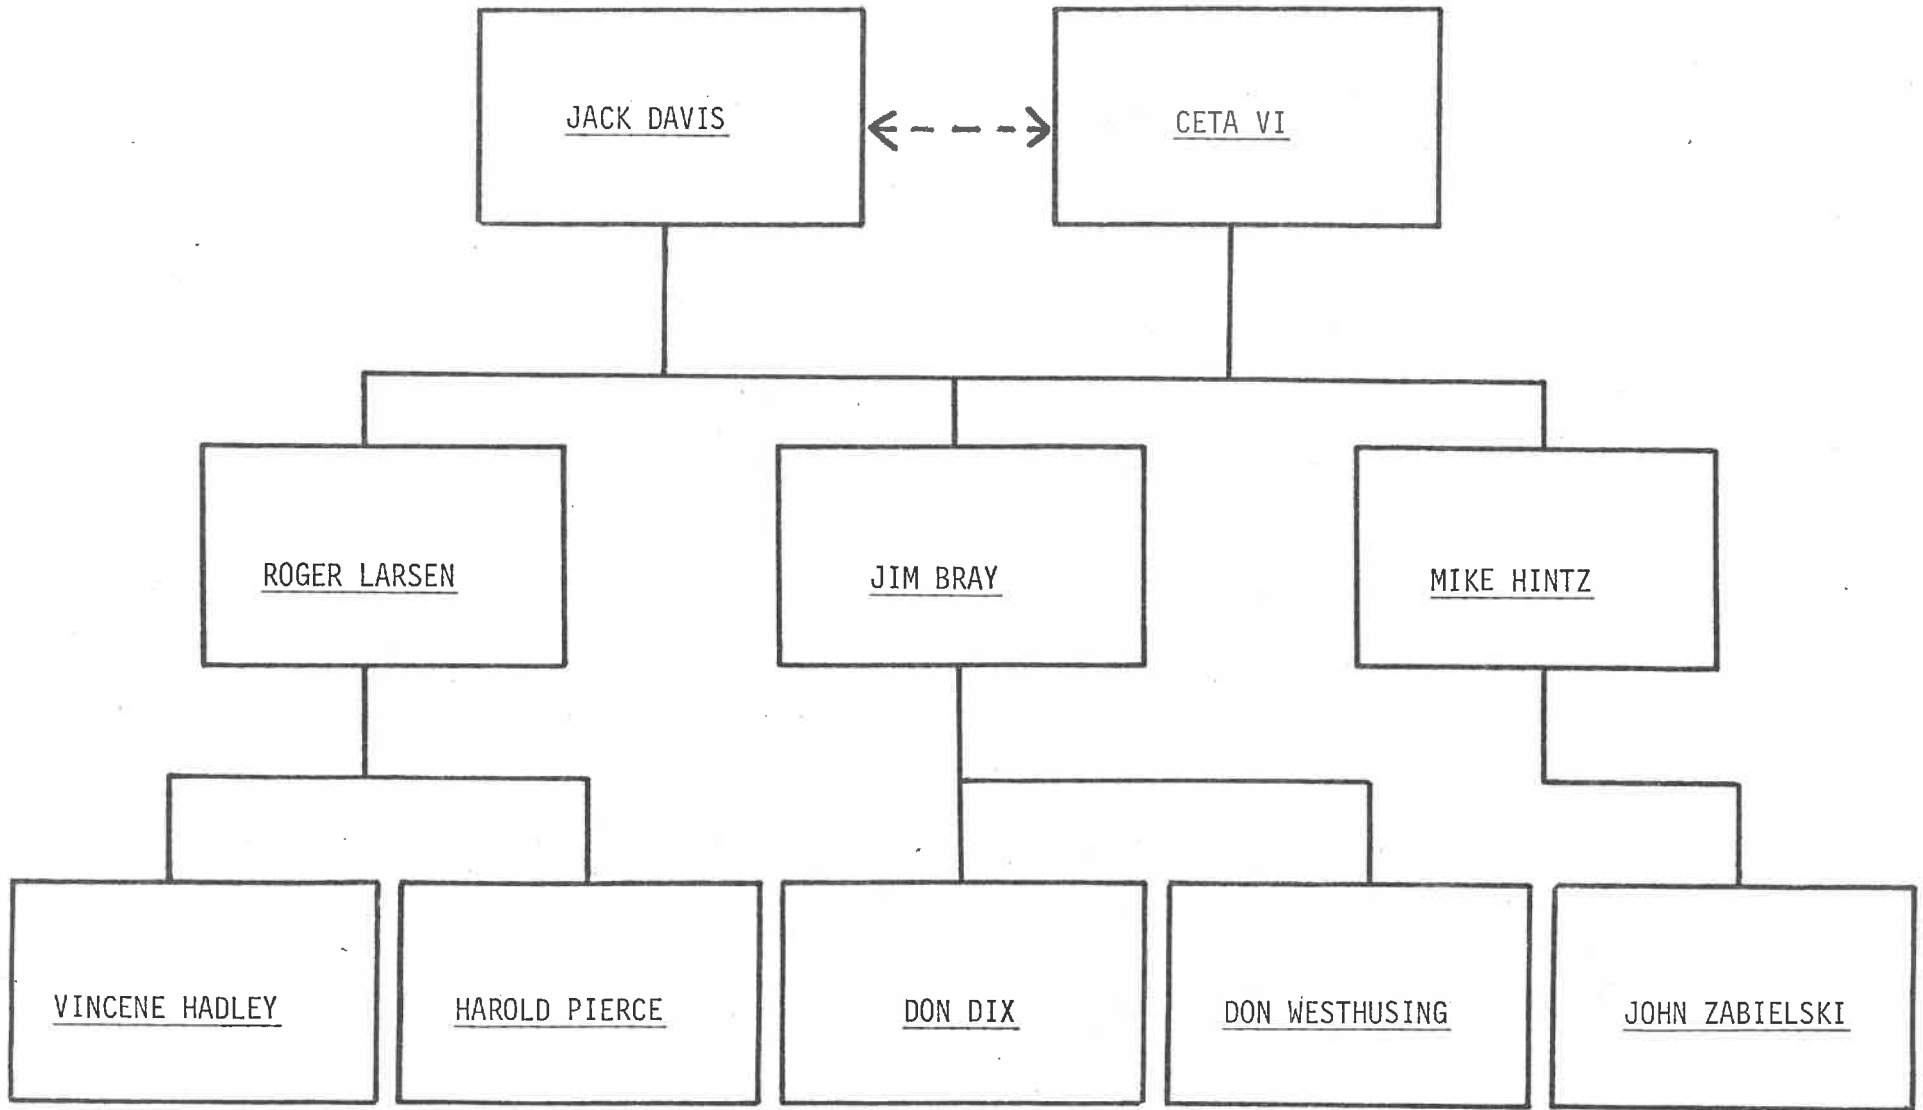 JACK DAVIS
CETA VI
ROGER LARSEN
JIM BRAY
MIKE HINTZ
VINCENE HADLEY
HAROLD PIERCE
DON DIX
DON WESTHUSING
JOHN ZABIELSKI